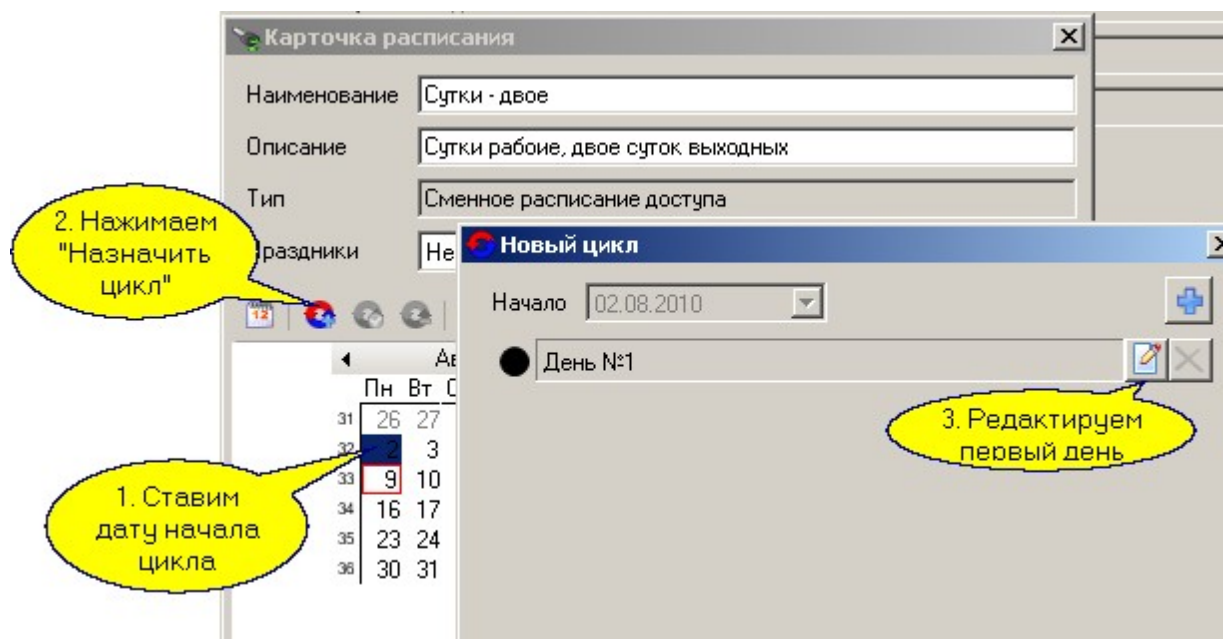 Карточка расписания
Наименование Сутки - двое
Описание Сутки рабоие, двое суток выходных
Тип Сменное расписание доступа
2. Нажимаем
"Назначить
цикл"
раздники Не
Новый цикл
Начало 02.08.2010
12
День №1
Ав
Пн Вт С
31 26 27
32 2 3
33 9 10
34 16 17
35 23 24
36 30 31
3. Редактируем
первый день
1. Ставим
дату начала
цикла